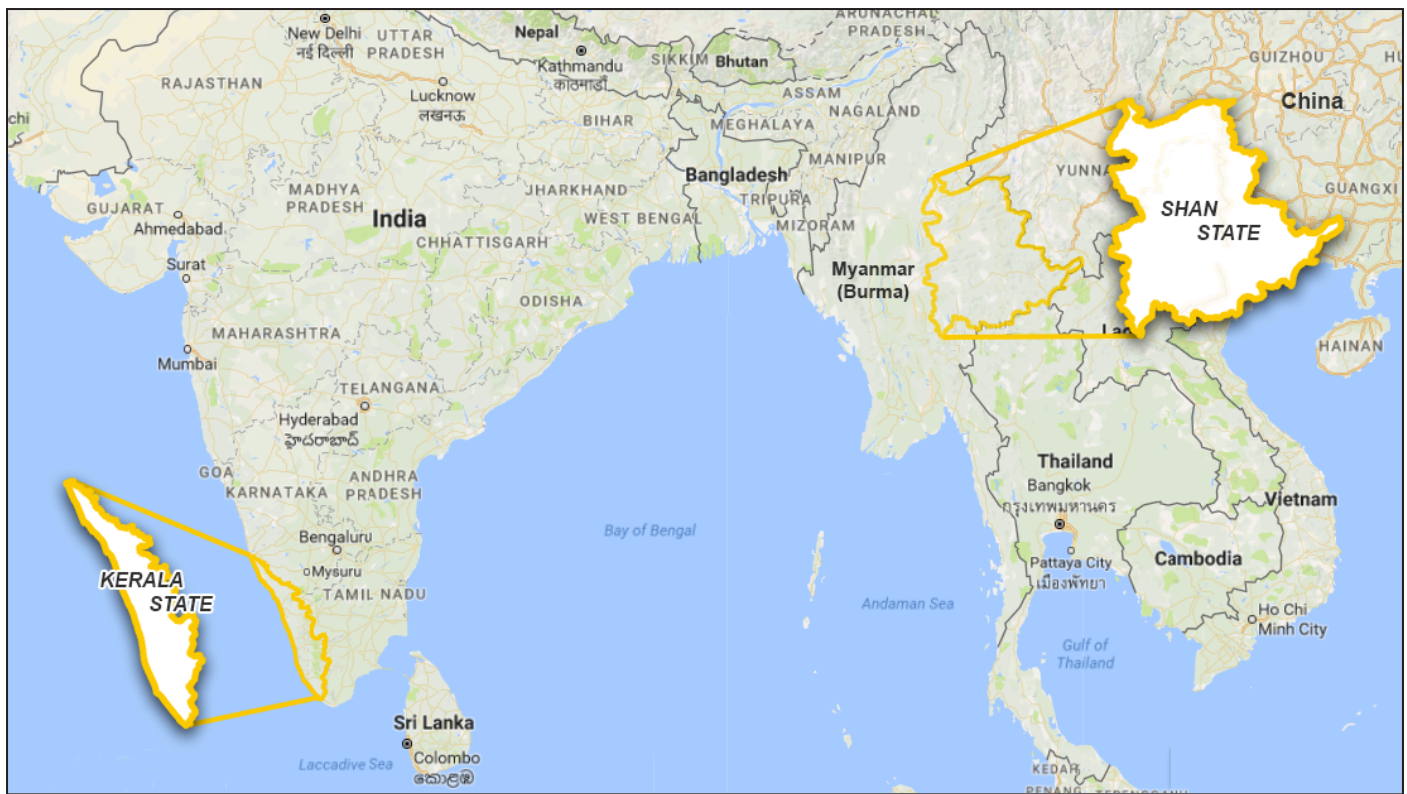 New Delhi
नई दिल्ली
UTTAR
PRADESH
Nepal
Kathmandu
काठमाडौं
SIKKIM
Bhutan
ARUNACHAL
PRADESH
GUIZHOU
RAJASTHAN
Lucknow
लखनऊ
BIHAR
ASSAM
NAGALAND
MEGHALAYA
China
chi
MANIPUR
Bangladesh
YUNNA
GUANGXI
GUJARAT
Ahmedabad
MADHYA
PRADESH
India
JHARKHAND
WEST BENGAL
TRIPURA
MIZORAM
SHAN
STATE
CHHATTISGARH
Surat
Myanmar
(Burma)
ODISHA
MAHARASHTRA
Mumbai
HAINAN
TELANGANA
Hyderabad
హైదరాబాద్
GOA
KARNATAKA
ANDHRA
PRADESH
Thailand
Bangkok
กรุงเทพมหานคร
Vietnam
Bengaluru
Bay of Bengal
Mysuru
Pattaya City
เมืองพัทยา
Cambodia
KERALA
STATE
TAMIL NADU
Andaman Sea
Ho Chi
Minh City
Gulf of
Thailand
Sri Lanka
Colombo
කොළඹ
Laccadive Sea
KEDAH